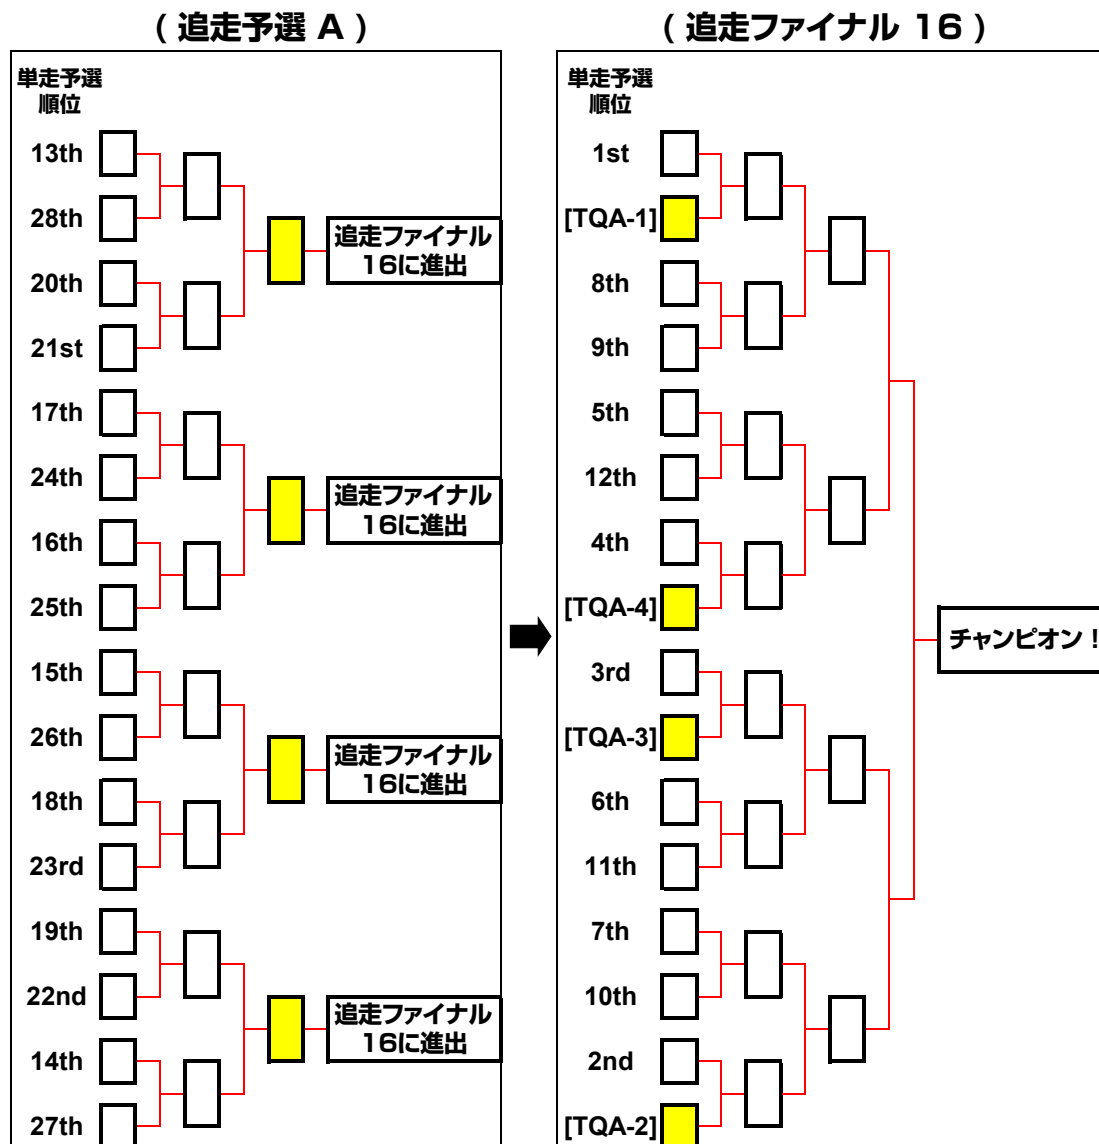 ( 追走予選 A )
単走予選
順位
13th
28th
20th
21st
追走ファイナル
16に進出
17th
24th
16th
25th
追走ファイナル
16に進出
15th
26th
18th
23rd
追走ファイナル
16に進出
19th
22nd
14th
27th
追走ファイナル
16に進出
( 追走ファイナル 16 )
単走予選
順位
1st
[TQA-1]
8th
9th
5th
12th
4th
[TQA-4]
3rd
[TQA-3]
6th
11th
7th
10th
2nd
[TQA-2]
チャンピオン！